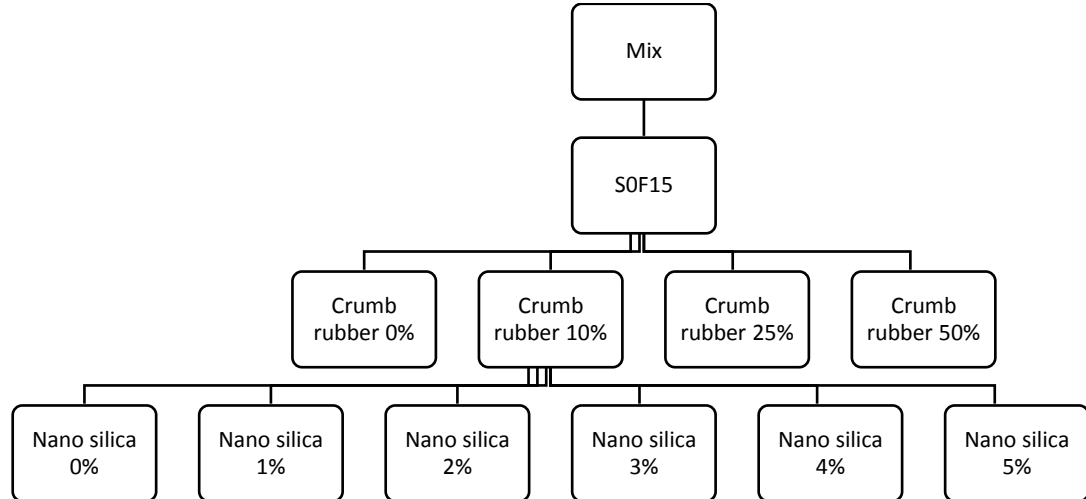 Mix
S0F15
Crumb
rubber 0%
Crumb
rubber 10%
Crumb
rubber 25%
Crumb
rubber 50%
Nano silica
0%
Nano silica
1%
Nano silica
2%
Nano silica
3%
Nano silica
4%
Nano silica
5%